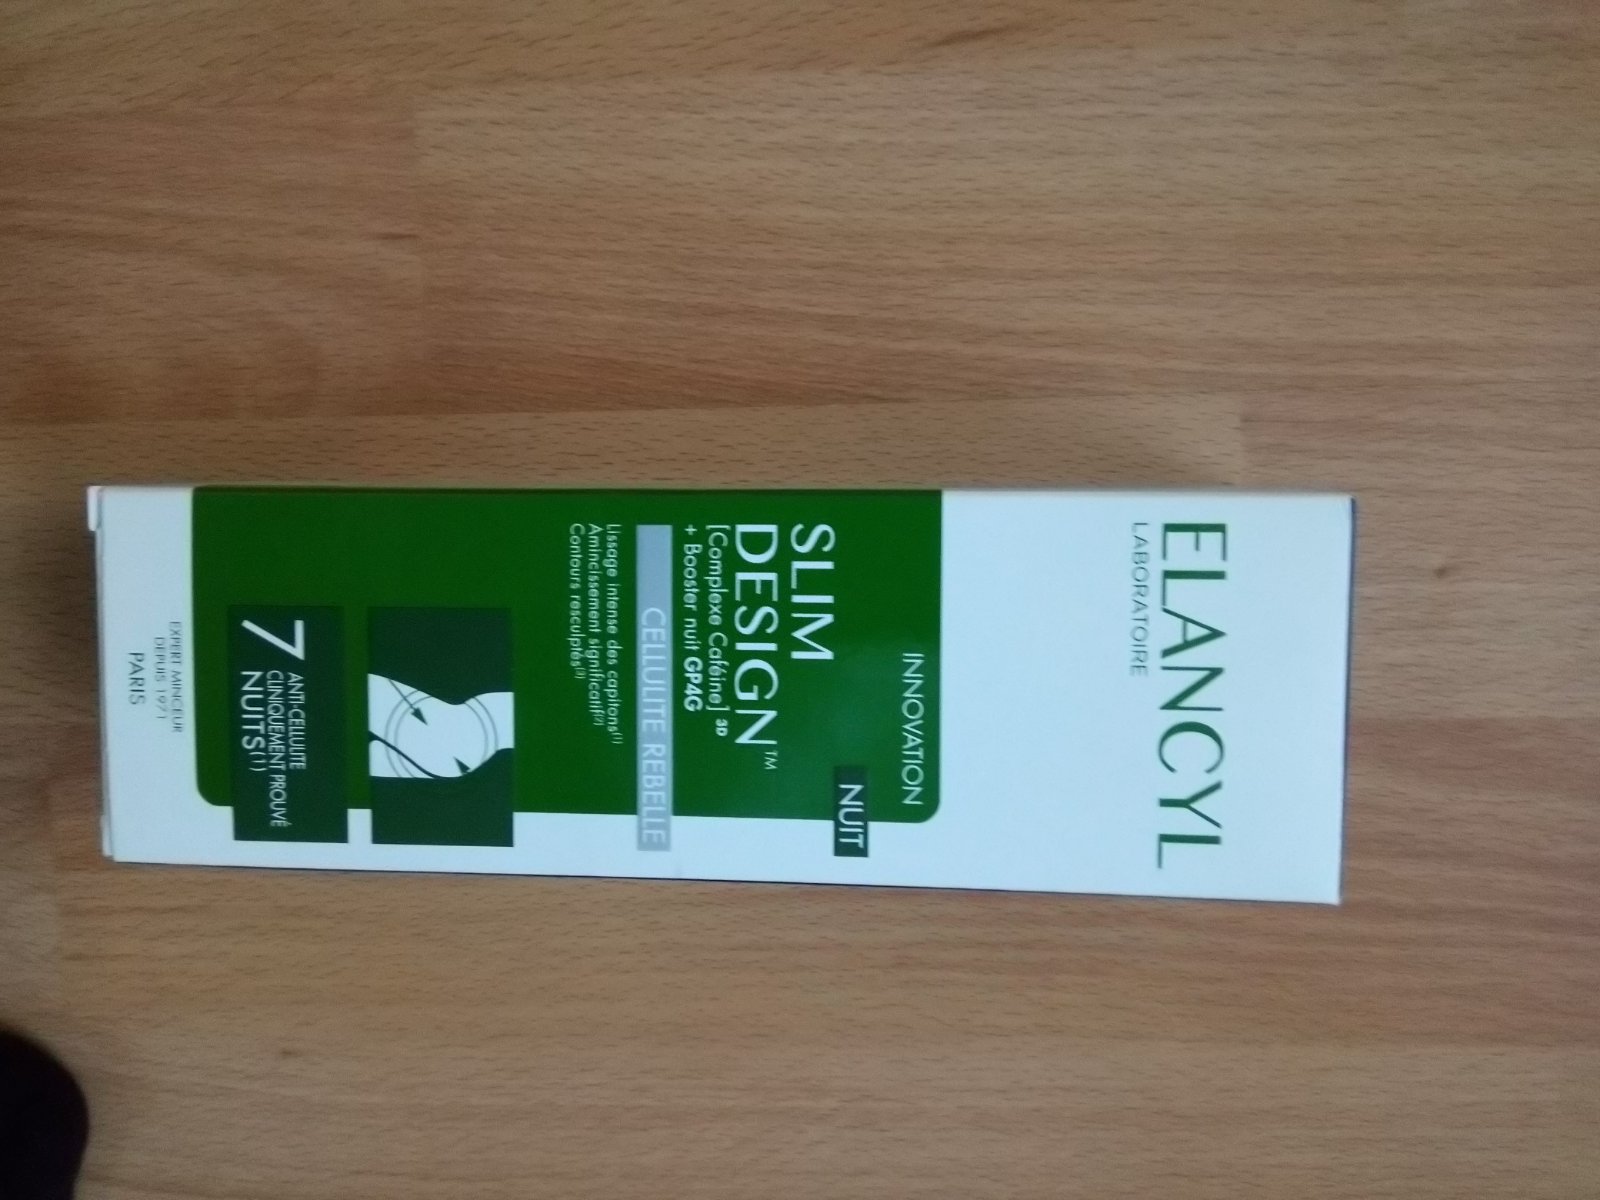 ELANCYL
LABORATOIRE
INNOVATION
NUIT
SLIM
DESIGN™
[Complexe Caféine] 3D
+ Booster nuit GP4G
CELLULITE REBELLE
Lissage intense des capitons(1)
Amincissement significatif(2)
Contours resculptés(3)
7 ANTI-CELLULITE
CLINIQUEMENT PROUVÉ
NUITS(1)
EXPERT MINCEUR
DEPUIS 1971
PARIS